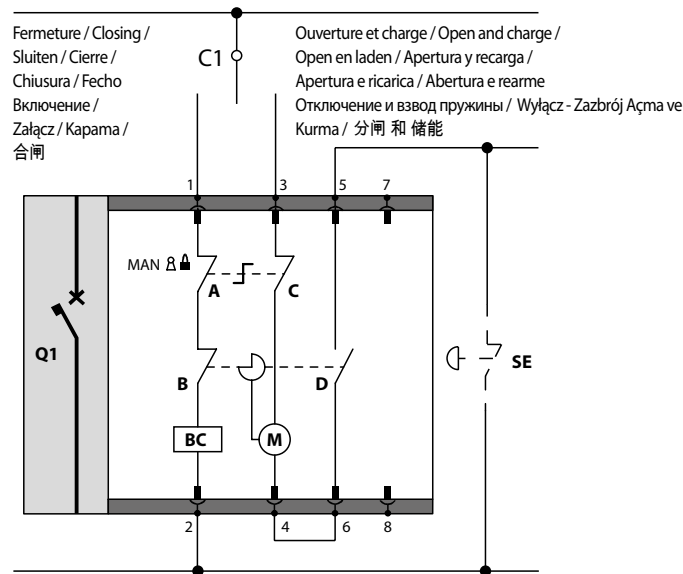 Fermeture / Closing /
Sluiten / Cierre /
Chiusura / Fecho
Включение /
Załącz / Kapama /
合闸
C1
Ouverture et charge / Open and charge /
Open en laden / Apertura y recarga /
Apertura e ricarica / Abertura e rearme
Отключение и взвод пружины / Wyłącz - Zazbrój Açma ve
Kurma / 分闸 和 储能
1 3 5 7
MAN
A C
Q1
SE
B D
BC M
2 4 6 8